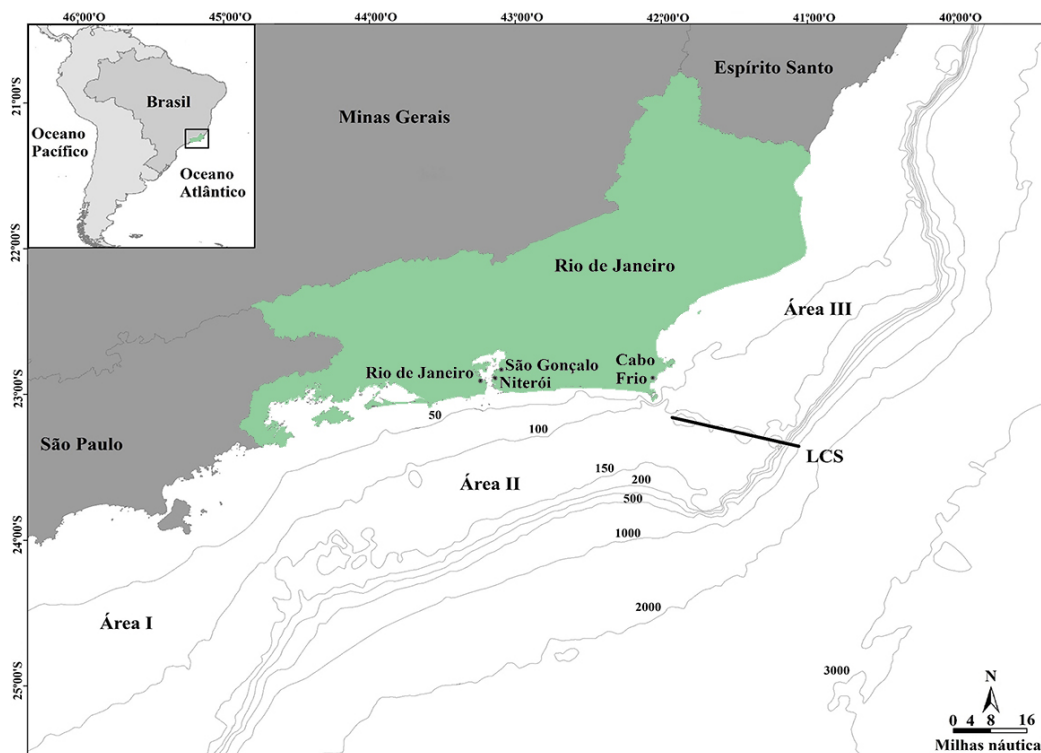 46°00'W
45°00'W
44°00'W
43°00'W
42°00'W
41°00'W
40°00'W
21°00'S
22°00'S
23°00'S
24°00'S
25°00'S
Brasil
Oceano
Pacífico
Oceano
Atlântico
Espírito Santo
Minas Gerais
Rio de Janeiro
Área III
Rio de Janeiro
São Gonçalo
Niterói
Cabo
Frio
São Paulo
50
100
LCS
150
200
500
1000
Área II
Área I
2000
3000
N
0 4 8 16
Milhas náutica